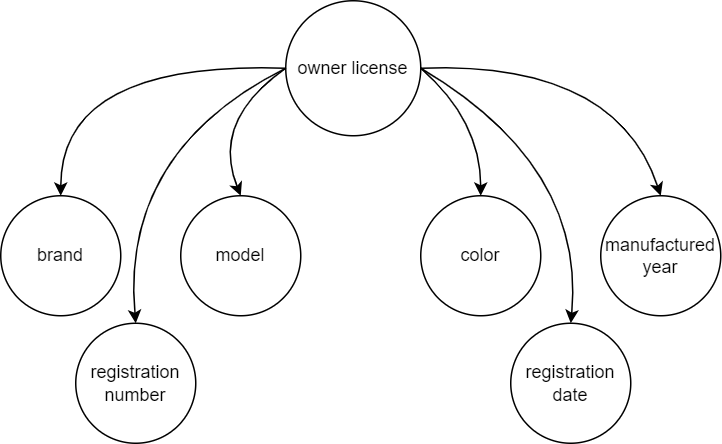 owner license
brand
model
color
manufactured
year
registration
number
registration
date